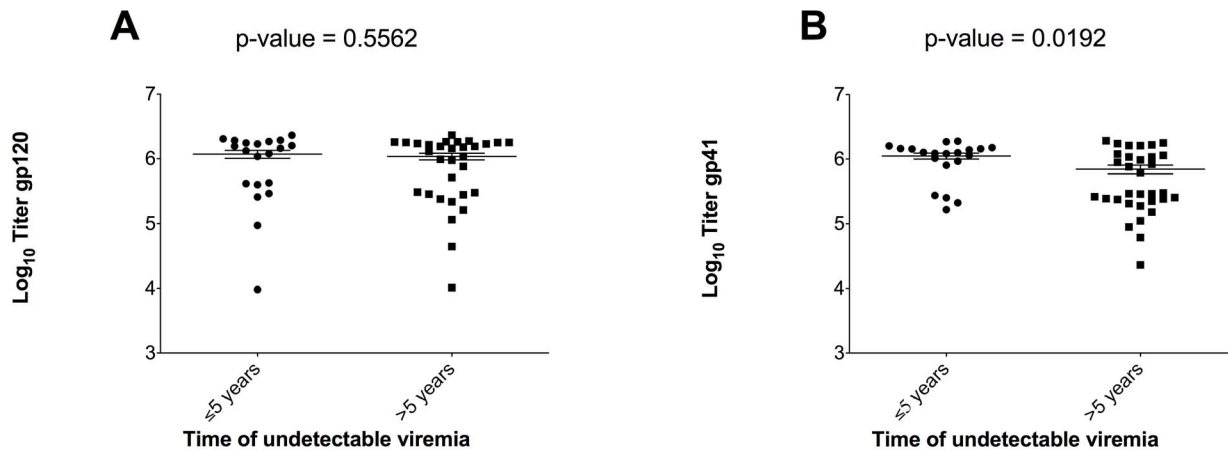 A
p-value = 0.5562
Log10 Titer gp120
7
6
5
4
3
≤5 years
>5 years
Time of undetectable viremia
B
p-value = 0.0192
Log10 Titer gp41
7
6
5
4
3
≤5 years
>5 years
Time of undetectable viremia